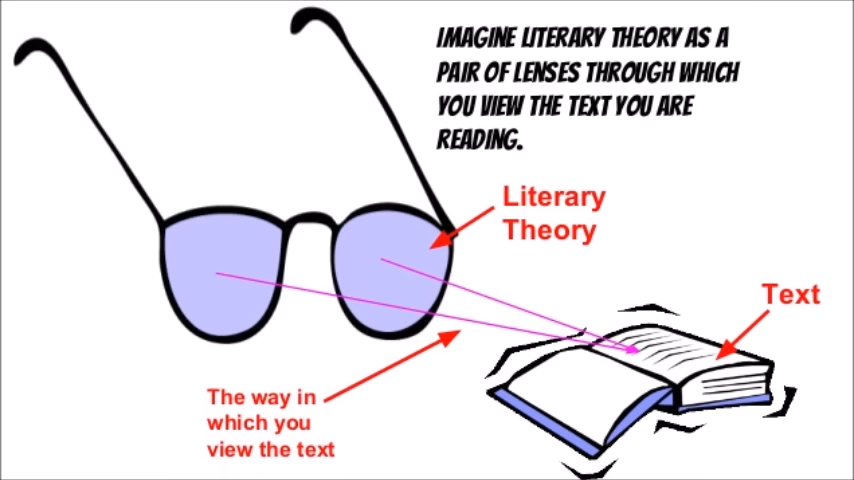 IMAGINE LITERARY THEORY AS A
PAIR OF LENSES THROUGH WHICH
YOU VIEW THE TEXT YOU ARE
READING.
Literary
Theory
Text
The way in
which you
view the text